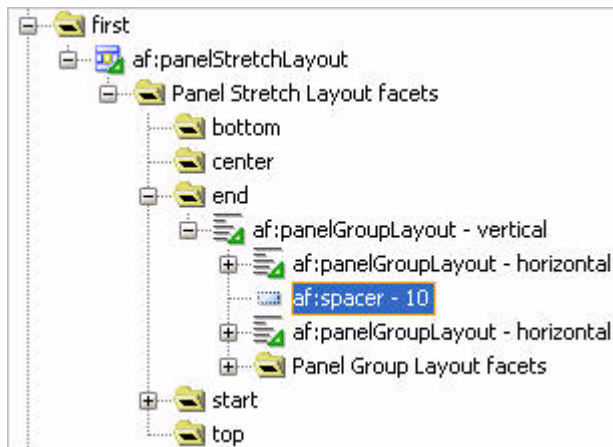 first
af:panelStretchLayout
Panel Stretch Layout facets
bottom
center
end
af:panelGroupLayout - vertical
af:panelGroupLayout - horizontal
af:spacer - 10
af:panelGroupLayout - horizontal
Panel Group Layout facets
start
top